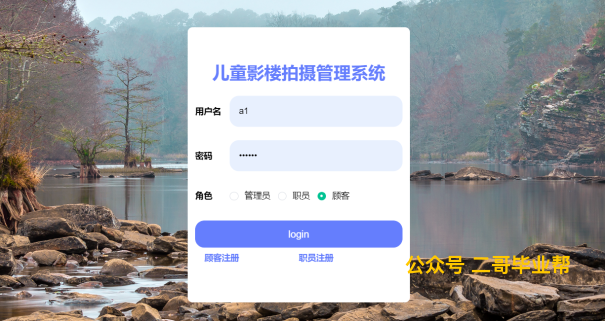 儿童影楼拍摄管理系统
用户名 a1
密码 ••••••
角色 管理员 职员 顾客
login
顾客注册 职员注册
公众号 二哥毕业帮